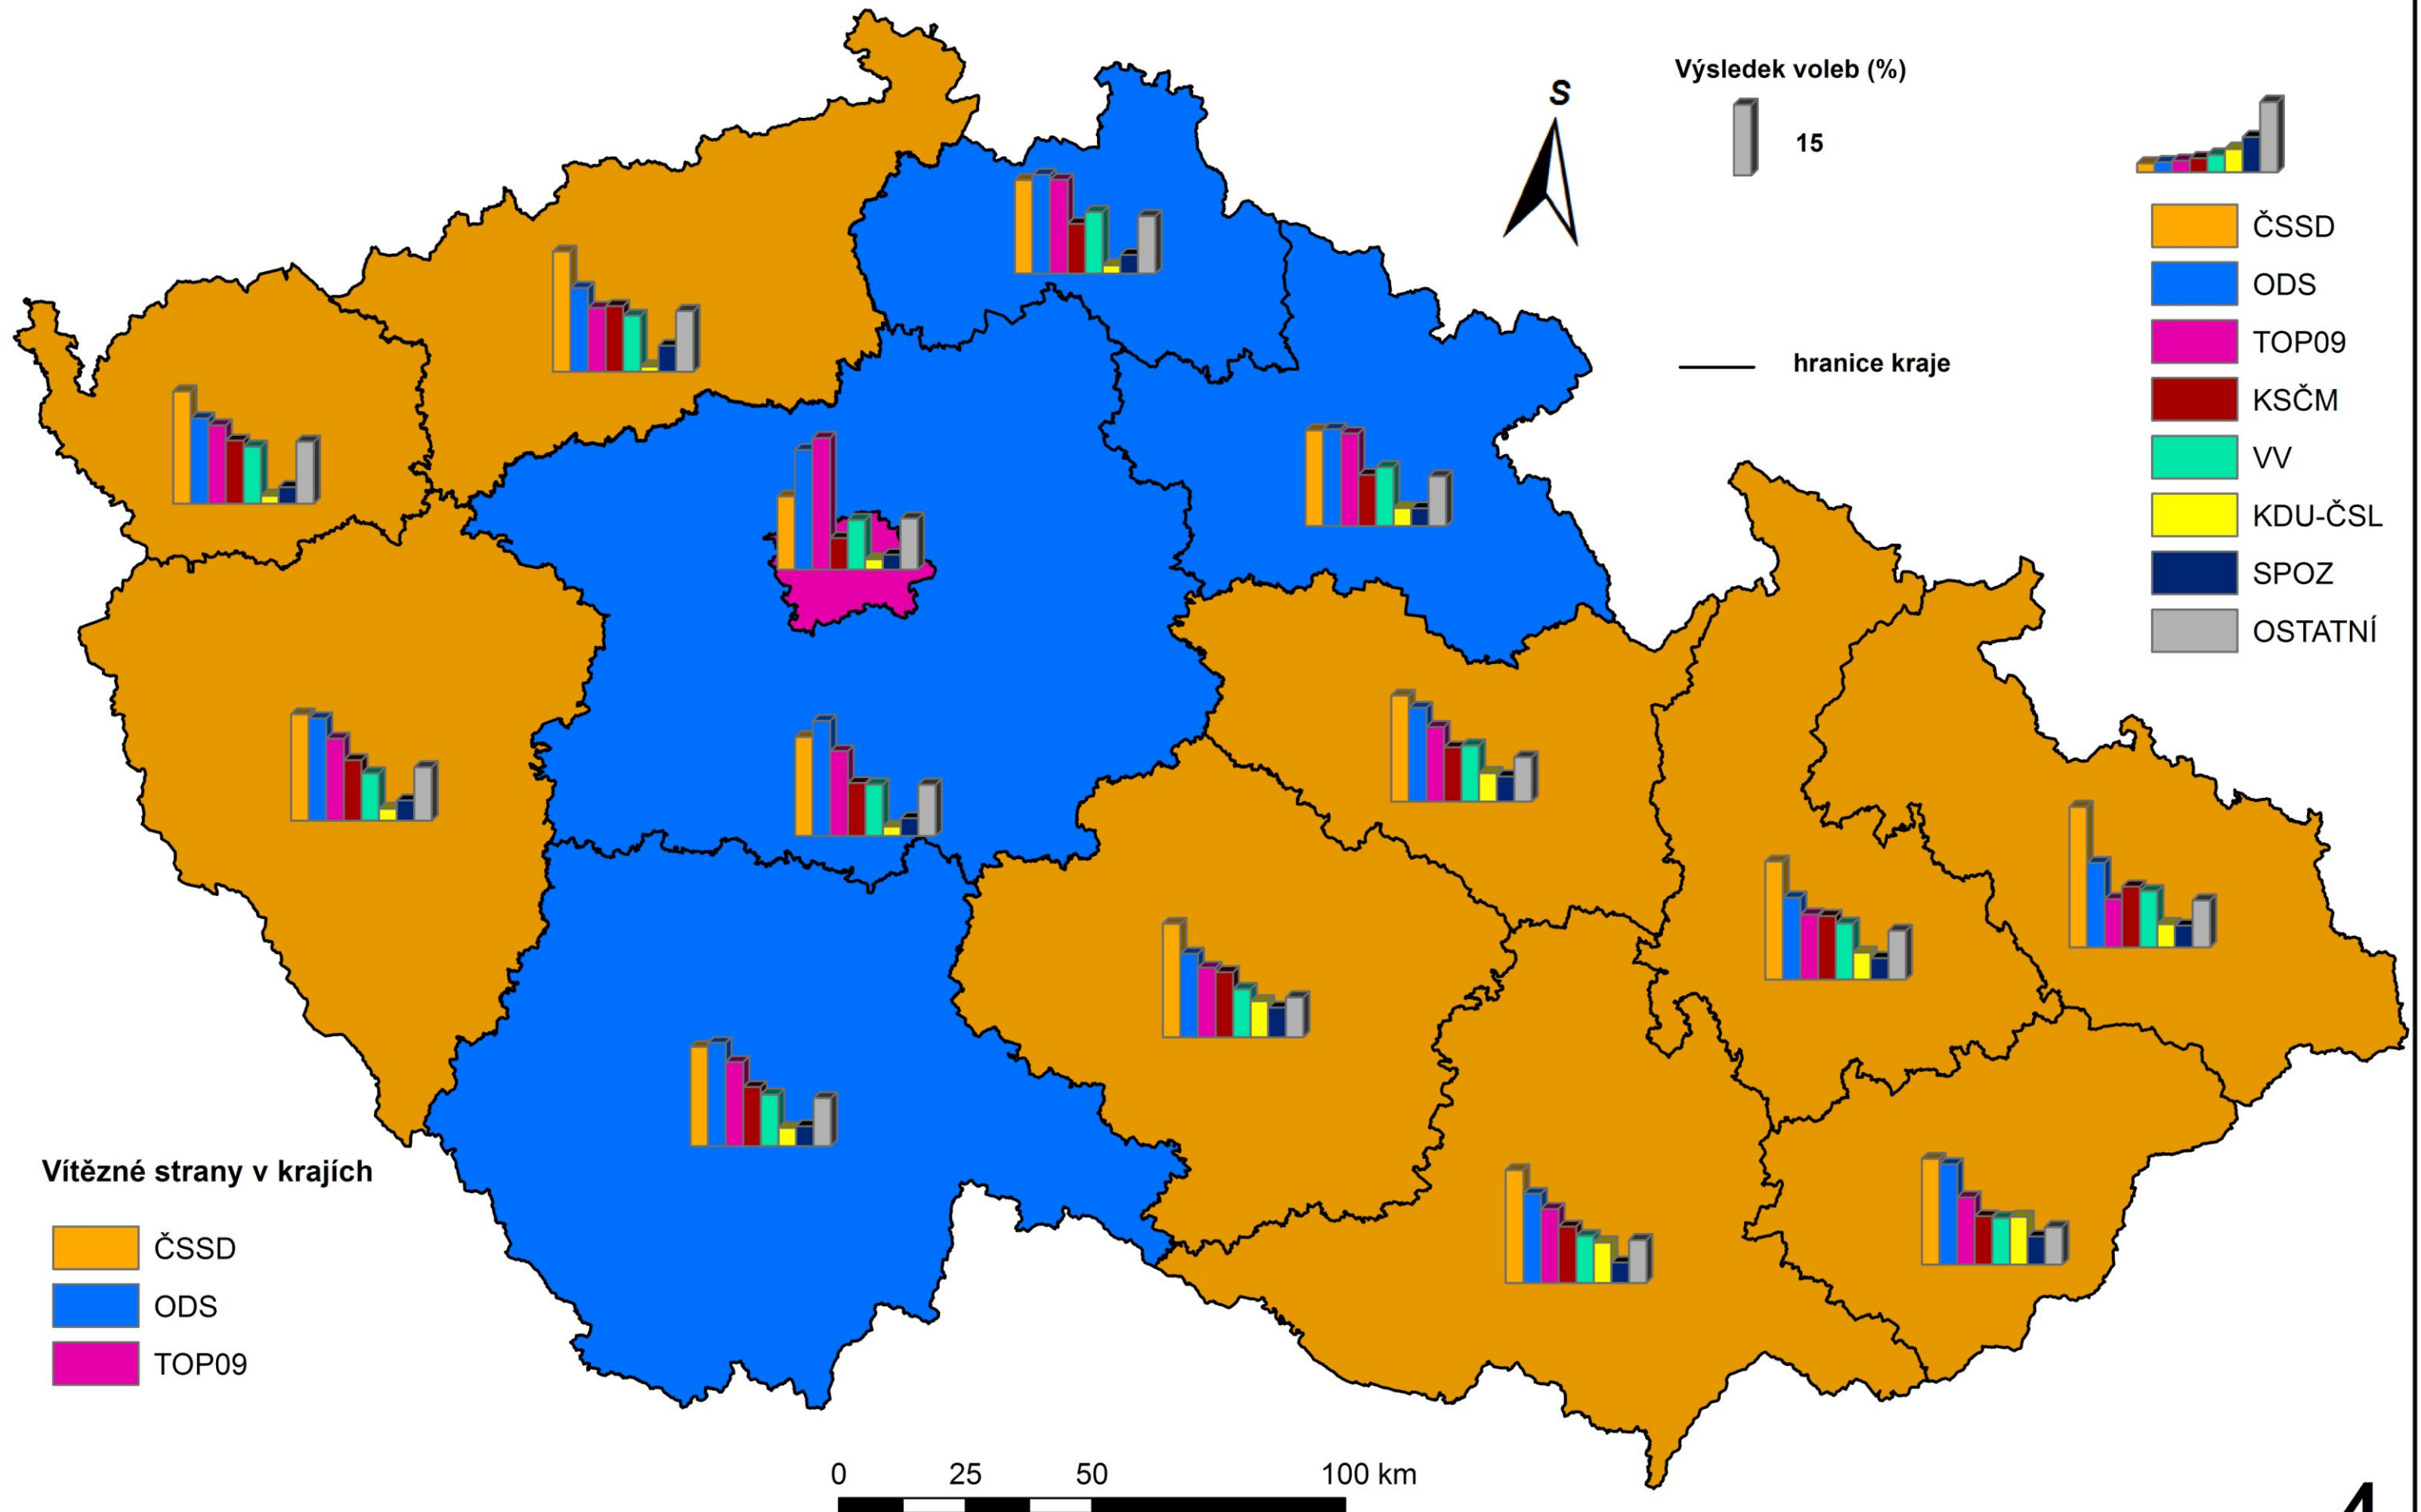 S
Výsledek voleb (%)
15
hranice kraje
ČSSD
ODS
TOP09
KSČM
VV
KDU-ČSL
SPOZ
OSTATNÍ
Vítězné strany v krajích
ČSSD
ODS
TOP09
0 25 50 100 km
4